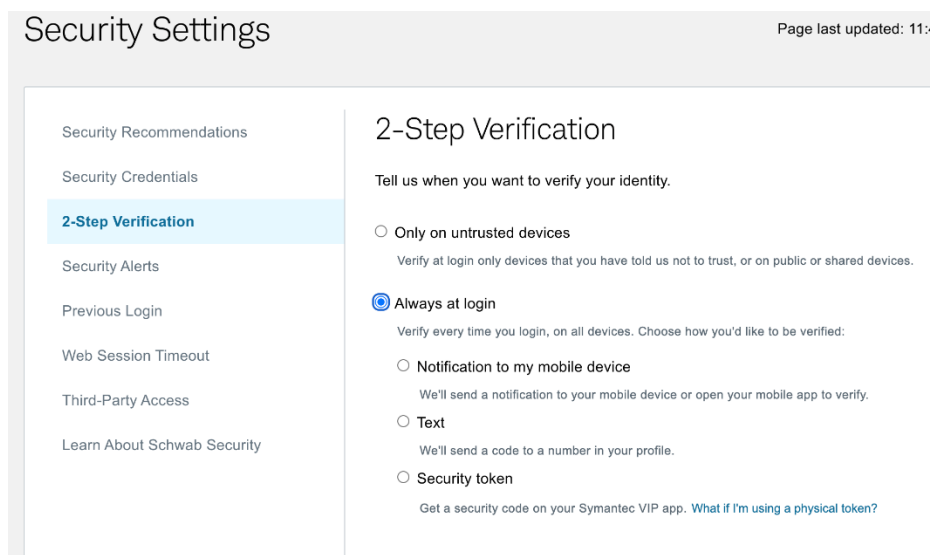 Security Settings
Page last updated: 11:4
Security Recommendations
Security Credentials
2-Step Verification
Security Alerts
Previous Login
Web Session Timeout
Third-Party Access
Learn About Schwab Security
2-Step Verification
Tell us when you want to verify your identity.
Only on untrusted devices
Verify at login only devices that you have told us not to trust, or on public or shared devices.
Always at login
Verify every time you login, on all devices. Choose how you'd like to be verified:
Notification to my mobile device
We'll send a notification to your mobile device or open your mobile app to verify.
Text
We'll send a code to a number in your profile.
Security token
Get a security code on your Symantec VIP app. What if I'm using a physical token?